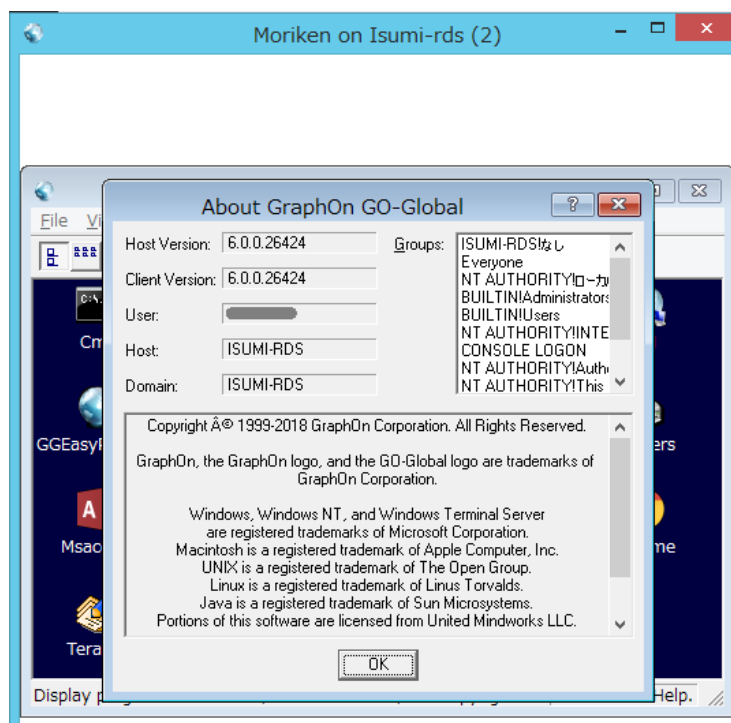 Moriken on Isumi-rds (2)
File
About GraphOn GO-Global
Host Version: 6.0.0.26424
Client Version: 6.0.0.26424
User:
Host: ISUMI-RDS
Domain: ISUMI-RDS
Groups:
ISUMI-RDS!なし
Everyone
NT AUTHORITY!ローカ
BUILTIN!Administrators
BUILTIN!Users
NT AUTHORITY!INTE
CONSOLE LOGON
NT AUTHORITY!Auth
NT AUTHORITY!This
Copyright Â© 1999-2018 GraphOn Corporation. All Rights Reserved.
GraphOn, the GraphOn logo, and the GO-Global logo are trademarks of
GraphOn Corporation.
Windows, Windows NT, and Windows Terminal Server
are registered trademarks of Microsoft Corporation.
Macintosh is a registered trademark of Apple Computer, Inc.
UNIX is a registered trademark of The Open Group.
Linux is a registered trademark of Linus Torvalds.
Java is a registered trademark of Sun Microsystems.
Portions of this software are licensed from United Mindworks LLC.
OK
Cm
GGEasy
Msao
Tera
ers
me
Display
Help.